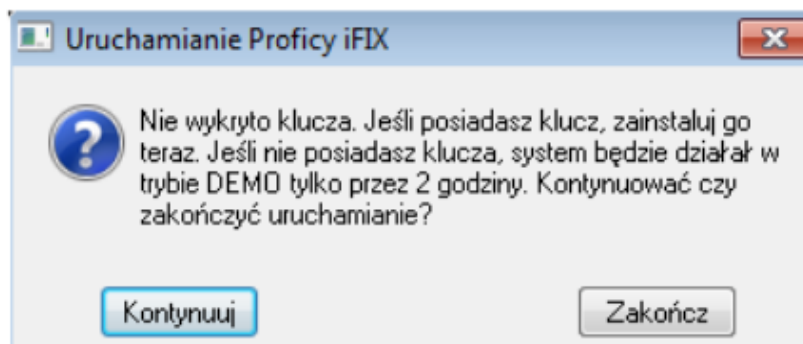 Uruchamianie Proficy iFIX
Nie wykryto klucza. Jeśli posiadasz klucz, zainstaluj go
teraz. Jeśli nie posiadasz klucza, system będzie działał w
trybie DEMO tylko przez 2 godziny. Kontynuować czy
zakończyć uruchamianie?
Kontynuuj
Zakończ